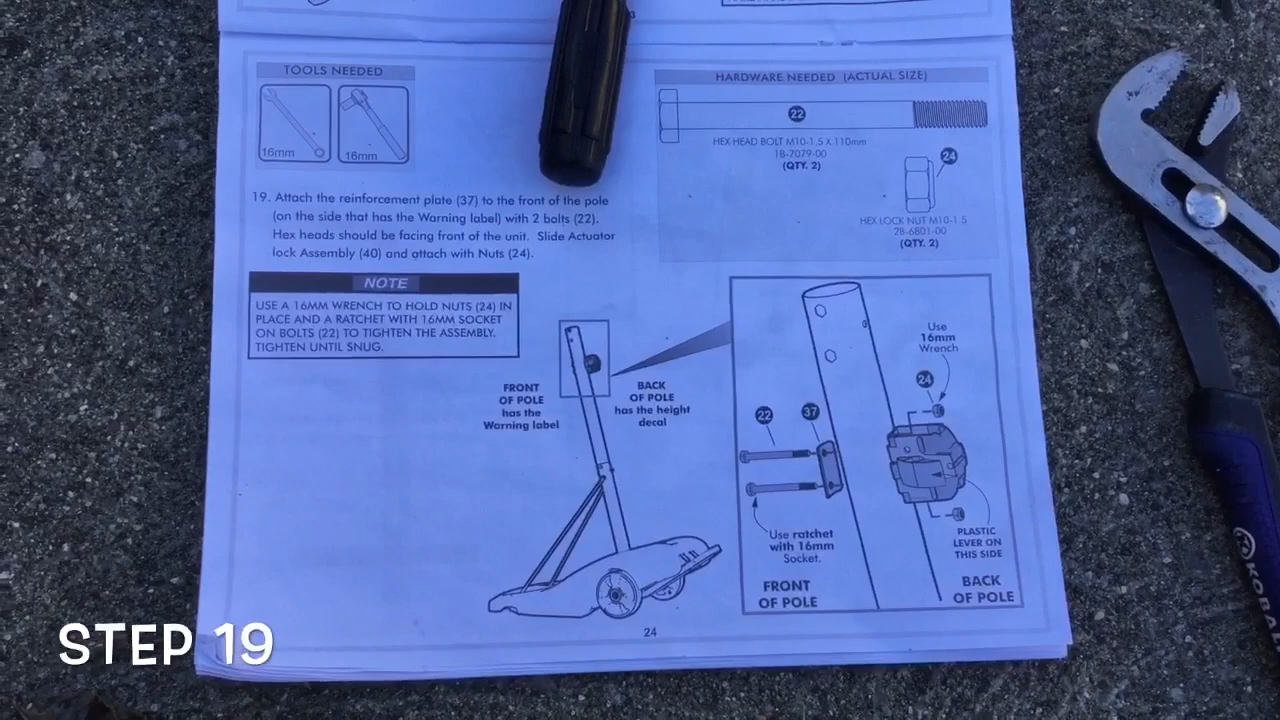 TOOLS NEEDED
16mm
16mm
HARDWARE NEEDED (ACTUAL SIZE)
22
HEX HEAD BOLT M10-1.5 X 110mm
1B-7079-00
(QTY. 2)
24
HEX LOCK NUT M10-1.5
2B-6801-00
(QTY. 2)
19. Attach the reinforcement plate (37) to the front of the pole
(on the side that has the Warning label) with 2 bolts (22).
Hex heads should be facing front of the unit. Slide Actuator
lock Assembly (40) and attach with Nuts (24).
NOTE
USE A 16MM WRENCH TO HOLD NUTS (24) IN
PLACE AND A RATCHET WITH 16MM SOCKET
ON BOLTS (22) TO TIGHTEN THE ASSEMBLY.
TIGHTEN UNTIL SNUG.
FRONT
OF POLE
has the
Warning label
BACK
OF POLE
has the height
decal
Use
16mm
Wrench
24
22
37
Use ratchet
with 16mm
Socket.
PLASTIC
LEVER ON
THIS SIDE
FRONT
OF POLE
BACK
OF POLE
24
STEP 19